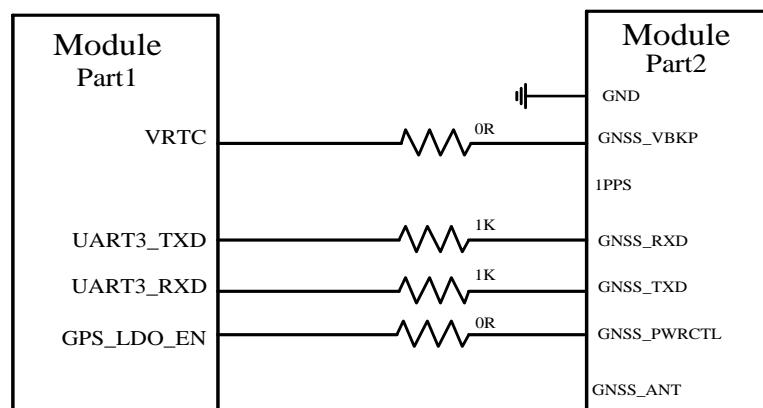 Module
Part1
Module
Part2
GND
VRTC
0R
GNSS_VBKP
1PPS
UART3_TXD
1K
GNSS_RXD
UART3_RXD
1K
GNSS_TXD
GPS_LDO_EN
0R
GNSS_PWRCTL
GNSS_ANT